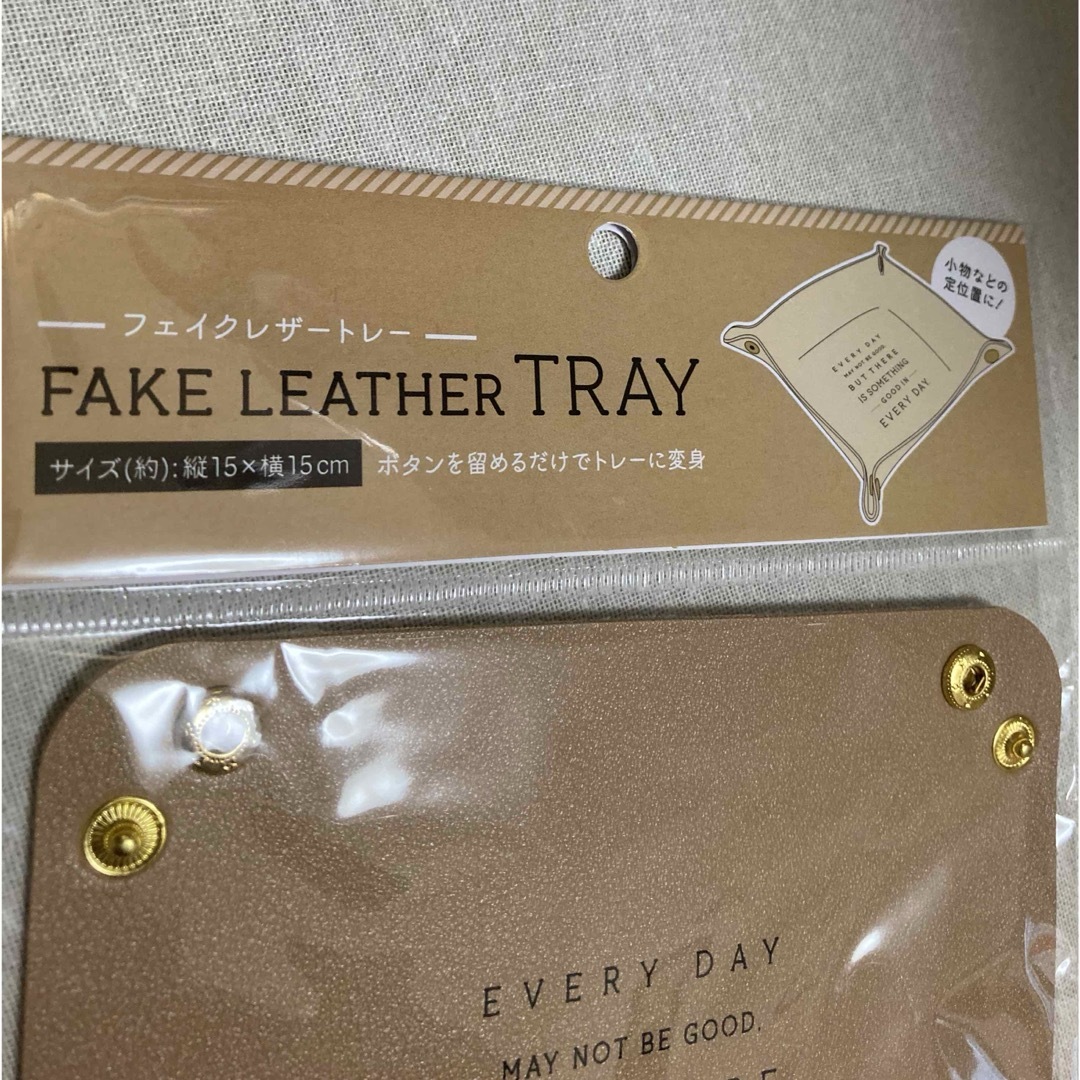 フェイクレザートレー
FAKE LEATHER TRAY
サイズ(約):縦15×横15cm
ボタンを留めるだけでトレーに変身
小物などの
定位置に!
EVERY DAY
MAY NOT BE GOOD.
BUT THERE
IS SOMETHING
GOOD IN
EVERY DAY.
EVERY DAY
MAY NOT BE GOOD.